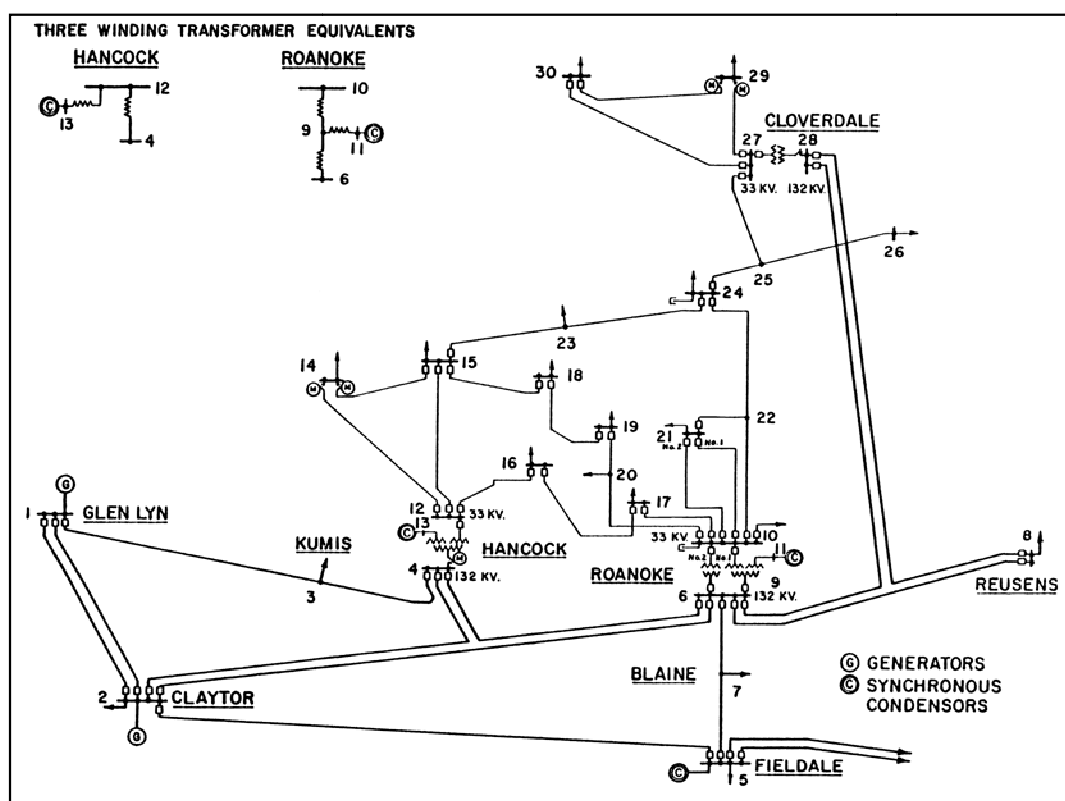 THREE WINDING TRANSFORMER EQUIVALENTS
HANCOCK
ROANOKE
12
C
13
4
10
9
C
11
6
30
29
M
M
CLOVERDALE
27
28
33 KV.
132 KV.
26
25
24
C
23
15
14
M
M
18
19
22
21
No.2
No.1
20
16
17
G
1
GLEN LYN
12
33 KV.
13
C
M
HANCOCK
KUMIS
3
4
132 KV.
33 KV.
10
C
No.2
No.1
11
C
ROANOKE
9
6
132 KV.
8
REUSENS
BLAINE
7
G GENERATORS
C SYNCHRONOUS
CONDENSORS
2
CLAYTOR
G
C
5
FIELDALE